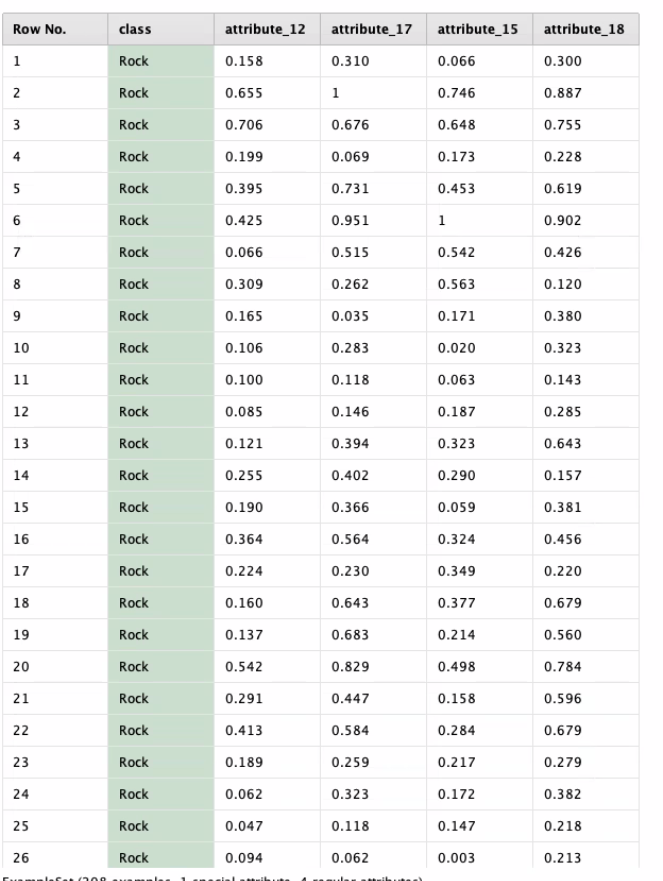 Row No. class attribute_12 attribute_17 attribute_15 attribute_18
1 Rock 0.158 0.310 0.066 0.300
2 Rock 0.655 1 0.746 0.887
3 Rock 0.706 0.676 0.648 0.755
4 Rock 0.199 0.069 0.173 0.228
5 Rock 0.395 0.731 0.453 0.619
6 Rock 0.425 0.951 1 0.902
7 Rock 0.066 0.515 0.542 0.426
8 Rock 0.309 0.262 0.563 0.120
9 Rock 0.165 0.035 0.171 0.380
10 Rock 0.106 0.283 0.020 0.323
11 Rock 0.100 0.118 0.063 0.143
12 Rock 0.085 0.146 0.187 0.285
13 Rock 0.121 0.394 0.323 0.643
14 Rock 0.255 0.402 0.290 0.157
15 Rock 0.190 0.366 0.059 0.381
16 Rock 0.364 0.564 0.324 0.456
17 Rock 0.224 0.230 0.349 0.220
18 Rock 0.160 0.643 0.377 0.679
19 Rock 0.137 0.683 0.214 0.560
20 Rock 0.542 0.829 0.498 0.784
21 Rock 0.291 0.447 0.158 0.596
22 Rock 0.413 0.584 0.284 0.679
23 Rock 0.189 0.259 0.217 0.279
24 Rock 0.062 0.323 0.172 0.382
25 Rock 0.047 0.118 0.147 0.218
26 Rock 0.094 0.062 0.003 0.213
ExampleSet (208 examples, 1 special attribute, 4 regular attributes)